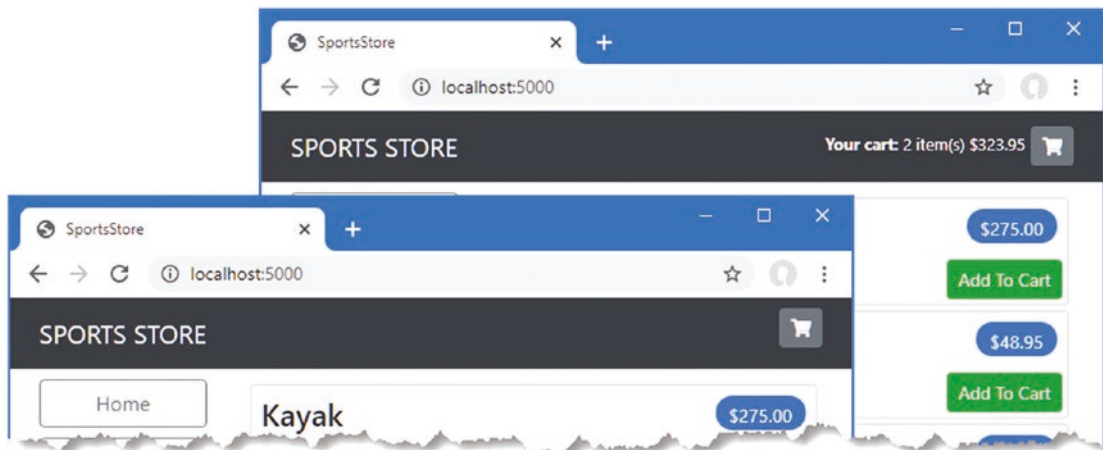 SportsStore
localhost:5000
SPORTS STORE
Your cart: 2 item(s) $323.95
$275.00
Add To Cart
$48.95
Add To Cart
SportsStore
localhost:5000
SPORTS STORE
Home
Kayak
$275.00